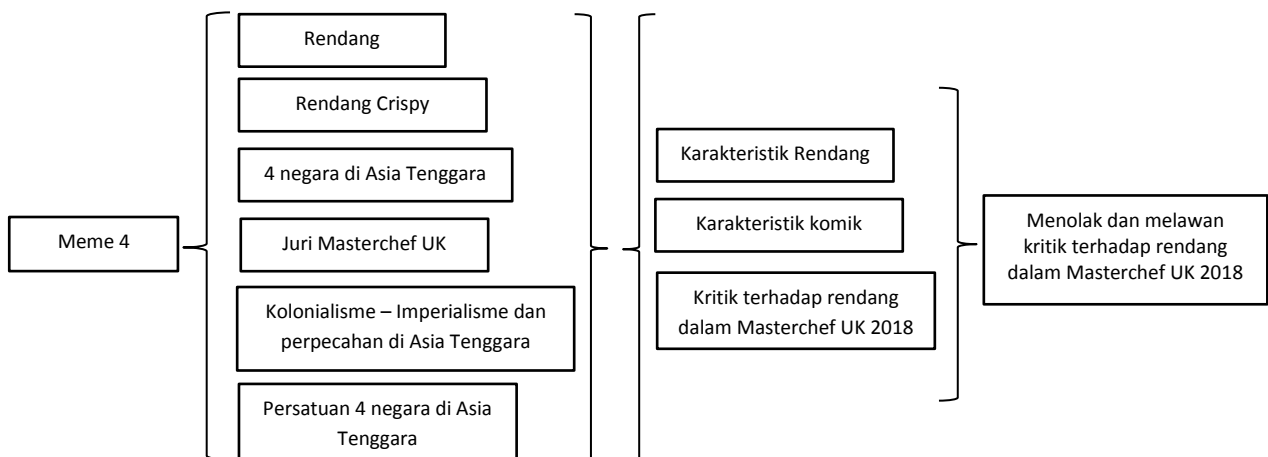 Meme 4
Rendang
Rendang Crispy
4 negara di Asia Tenggara
Juri Masterchef UK
Kolonialisme – Imperialisme dan
perpecahan di Asia Tenggara
Persatuan 4 negara di Asia
Tenggara
Karakteristik Rendang
Karakteristik komik
Kritik terhadap rendang
dalam Masterchef UK 2018
Menolak dan melawan
kritik terhadap rendang
dalam Masterchef UK 2018